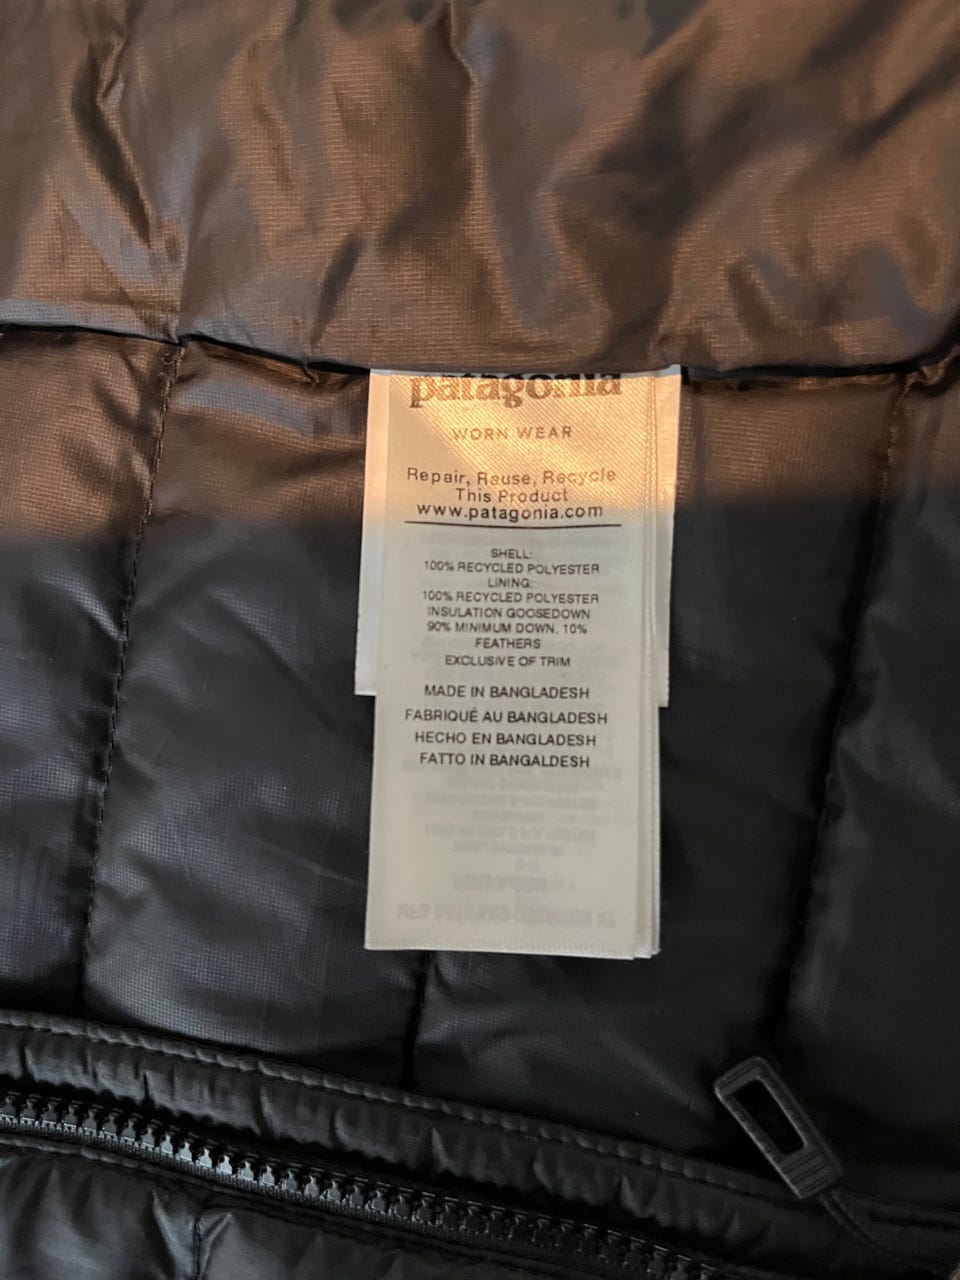 patagonia
WORN WEAR
Repair, Reuse, Recycle
This Product
www.patagonia.com
SHELL:
100% RECYCLED POLYESTER
LINING:
100% RECYCLED POLYESTER
INSULATION GOOSEDOWN
90% MINIMUM DOWN, 10%
FEATHERS
EXCLUSIVE OF TRIM
MADE IN BANGLADESH
FABRIQUÉ AU BANGLADESH
HECHO EN BANGLADESH
FATTO IN BANGALDESH